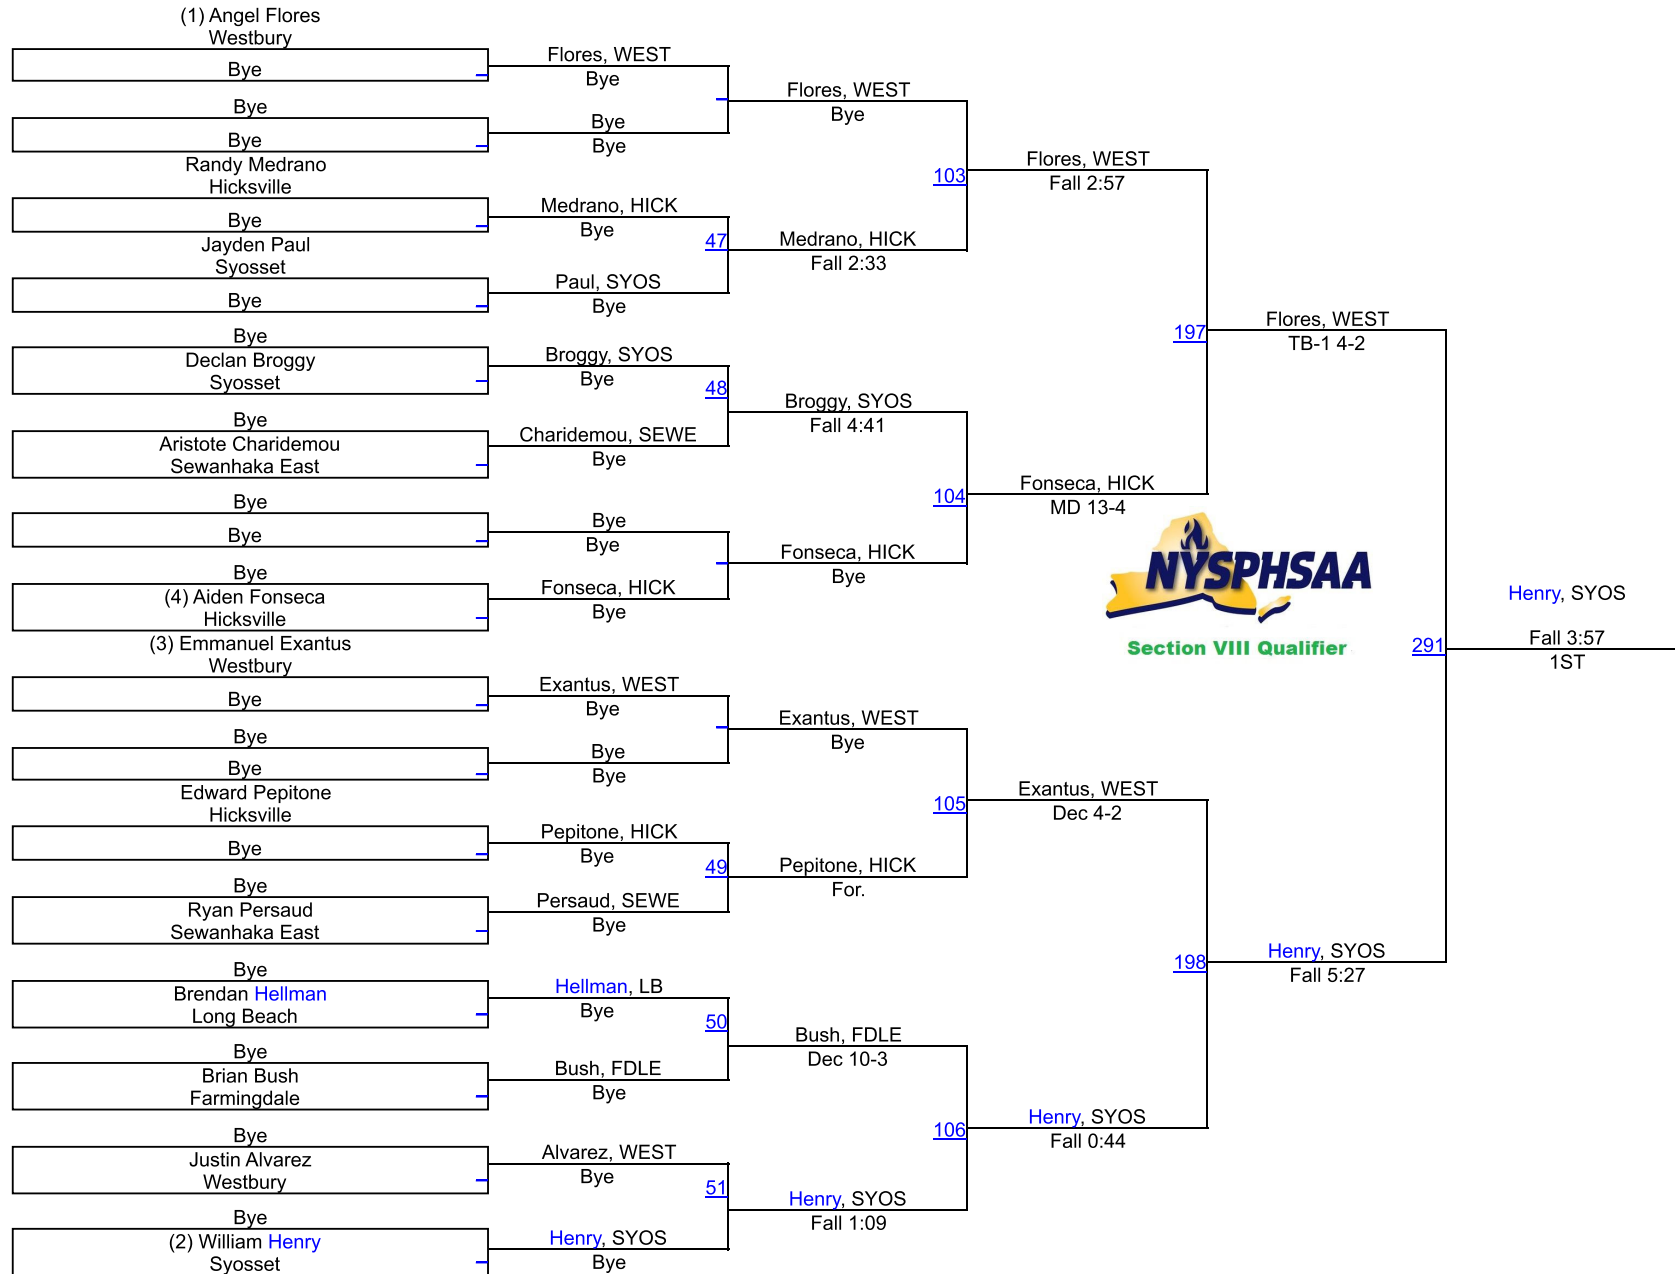 (1) Angel Flores
Westbury
Bye
Bye
Bye
Randy Medrano
Hicksville
Bye
Jayden Paul
Syosset
Bye
Bye
Declan Broggy
Syosset
Bye
Aristote Charidemou
Sewanhaka East
Bye
Bye
Bye
(4) Aiden Fonseca
Hicksville
(3) Emmanuel Exantus
Westbury
Bye
Bye
Bye
Edward Pepitone
Hicksville
Bye
Bye
Ryan Persaud
Sewanhaka East
Bye
Brendan Hellman
Long Beach
Bye
Brian Bush
Farmingdale
Bye
Justin Alvarez
Westbury
Bye
(2) William Henry
Syosset
Flores, WEST
Bye
Bye
Bye
Medrano, HICK
Bye
47
Paul, SYOS
Bye
Broggy, SYOS
Bye
48
Charidemou, SEWE
Bye
Bye
Bye
Fonseca, HICK
Bye
Exantus, WEST
Bye
Bye
Bye
Pepitone, HICK
Bye
49
Persaud, SEWE
Bye
Hellman, LB
Bye
50
Bush, FDLE
Bye
Alvarez, WEST
Bye
51
Henry, SYOS
Bye
Flores, WEST
Bye
103
Medrano, HICK
Fall 2:33
Broggy, SYOS
Fall 4:41
104
Fonseca, HICK
Bye
Exantus, WEST
Bye
105
Pepitone, HICK
For.
Bush, FDLE
Dec 10-3
106
Henry, SYOS
Fall 1:09
Flores, WEST
Fall 2:57
197
Fonseca, HICK
MD 13-4
Exantus, WEST
Dec 4-2
198
Henry, SYOS
Fall 0:44
Flores, WEST
TB-1 4-2
NYSPHSAA
Section VIII Qualifier
291
Henry, SYOS
Fall 5:27
Henry, SYOS
Fall 3:57
1ST